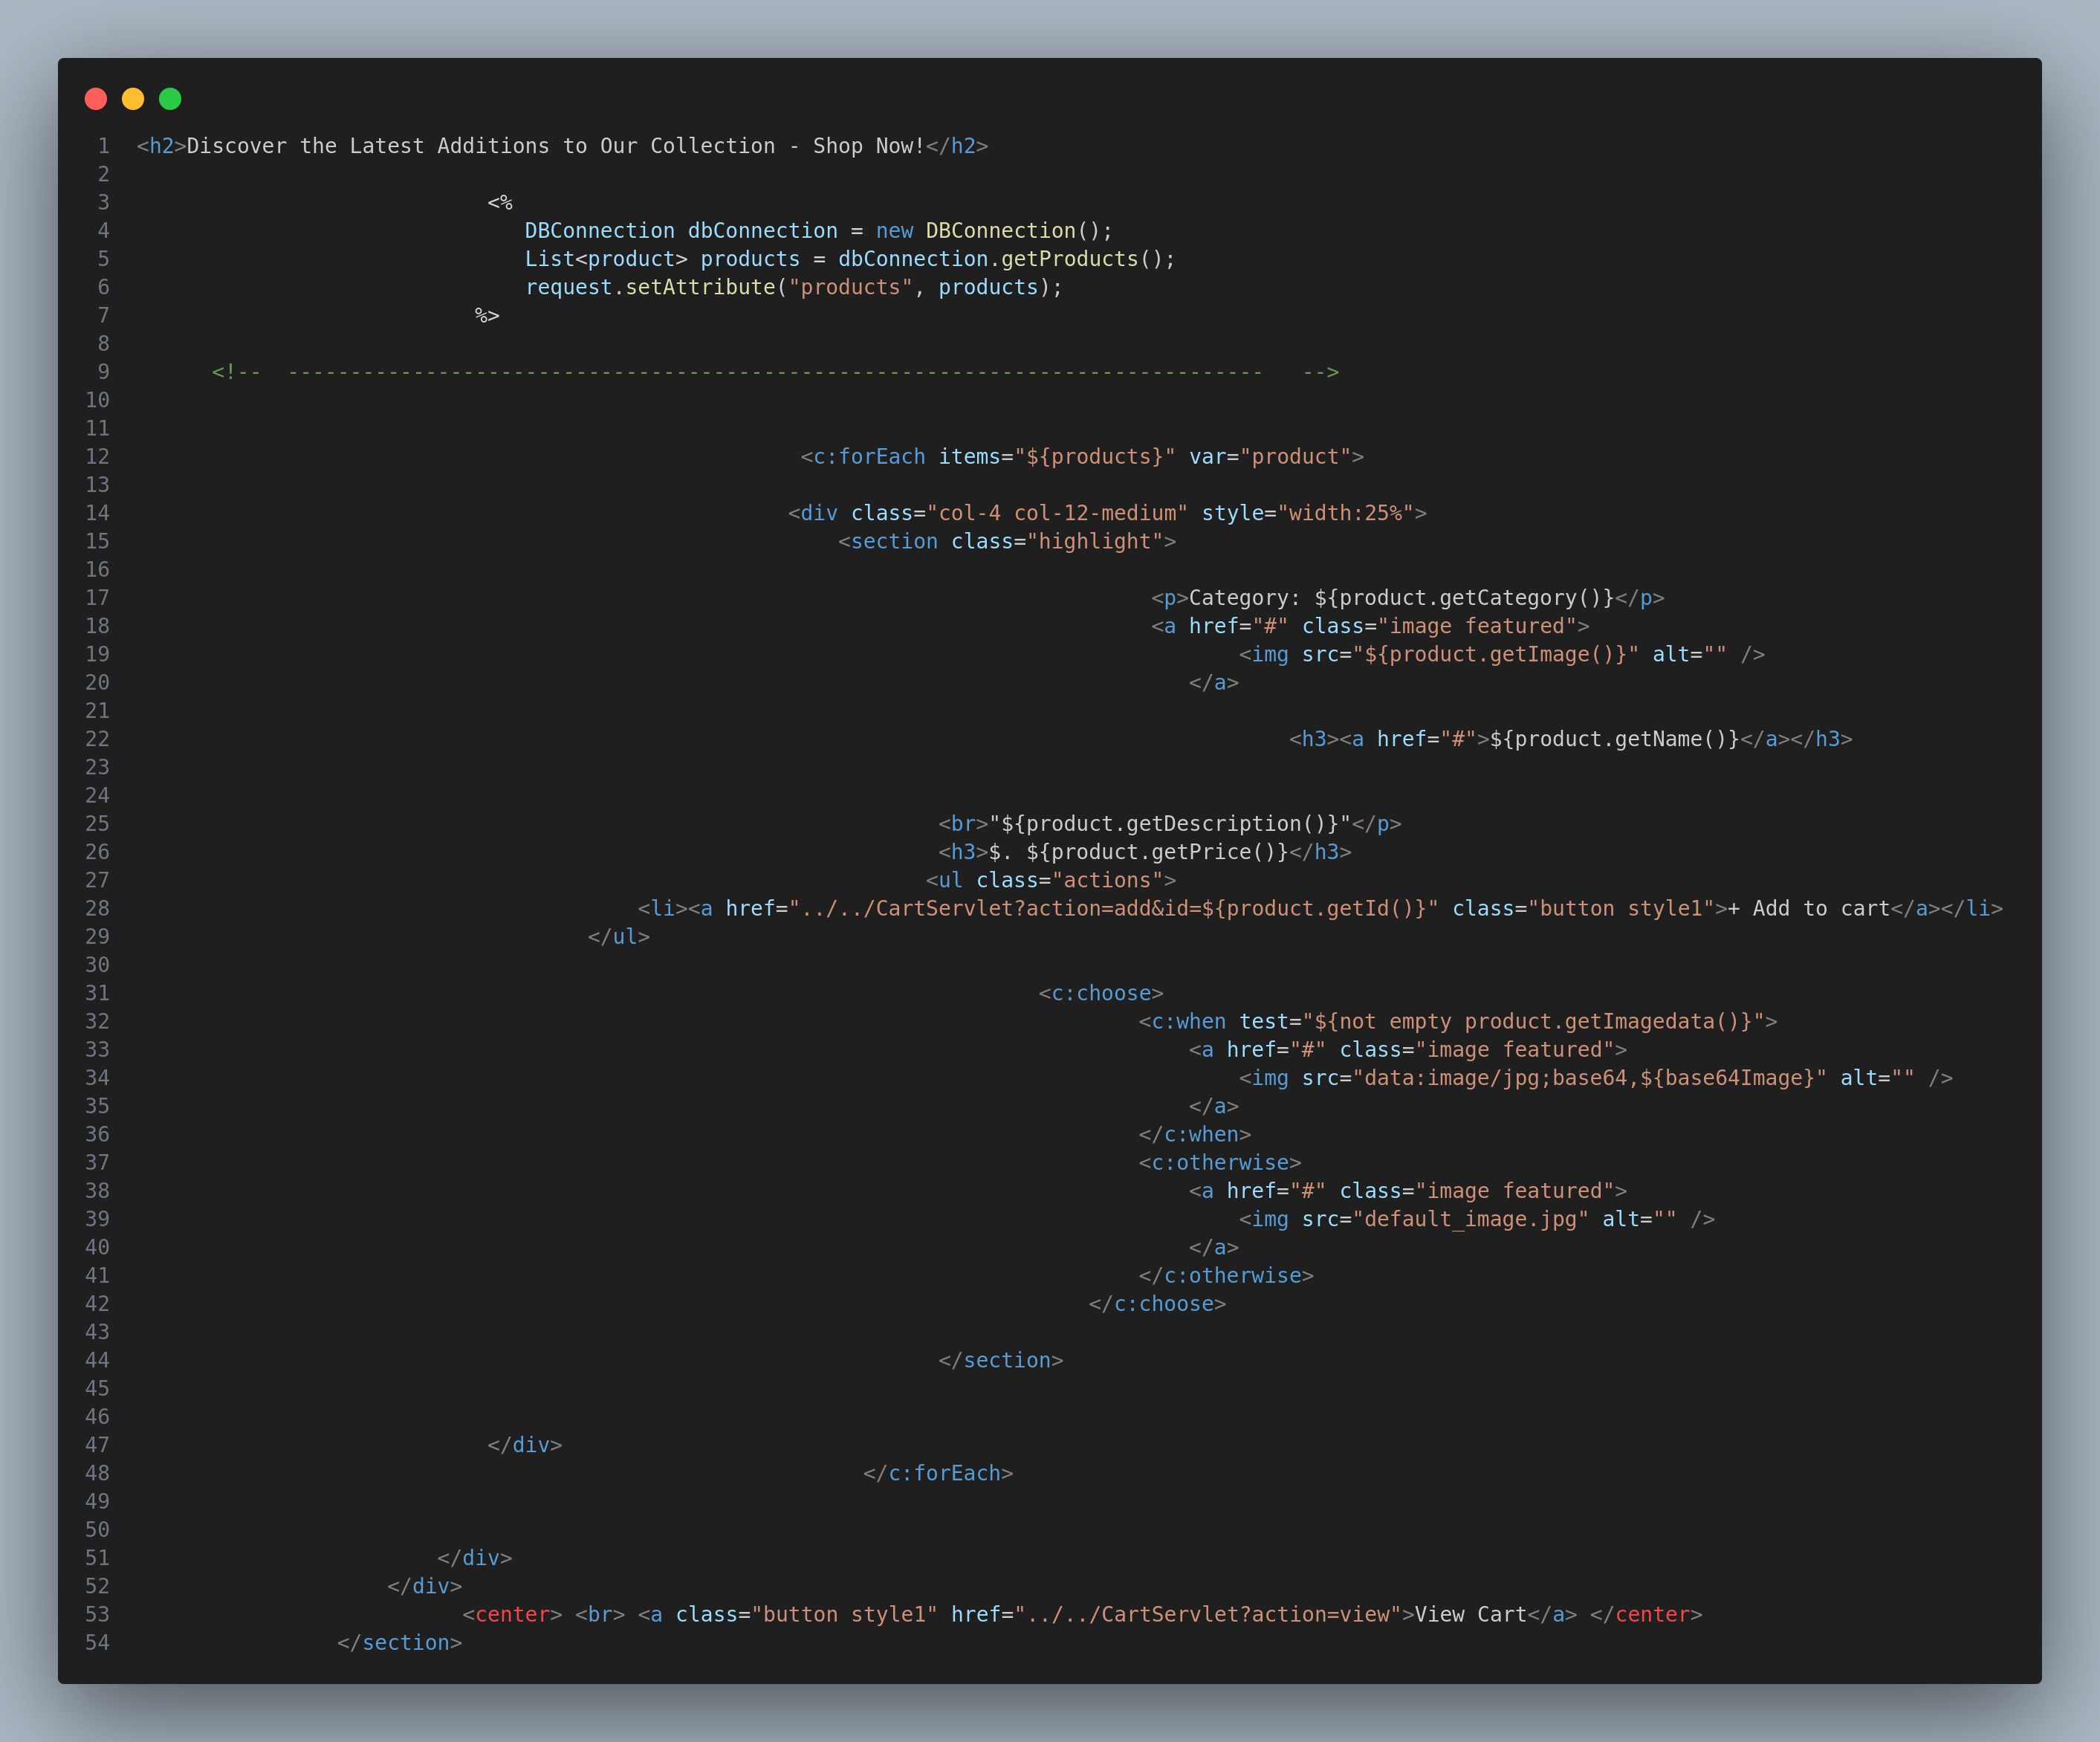 1 <h2>Discover the Latest Additions to Our Collection - Shop Now!</h2>
2
3 <%
4 DBConnection dbConnection = new DBConnection();
5 List<product> products = dbConnection.getProducts();
6 request.setAttribute("products", products);
7 %>
8
9 <!--  ------------------------------------------------------------------------------   -->
10
11
12 <c:forEach items="${products}" var="product">
13
14 <div class="col-4 col-12-medium" style="width:25%">
15 <section class="highlight">
16
17 <p>Category: ${product.getCategory()}</p>
18 <a href="#" class="image featured">
19 <img src="${product.getImage()}" alt="" />
20 </a>
21
22 <h3><a href="#">${product.getName()}</a></h3>
23
24
25 <br>"${product.getDescription()}"</p>
26 <h3>$. ${product.getPrice()}</h3>
27 <ul class="actions">
28 <li><a href="../../CartServlet?action=add&id=${product.getId()}" class="button style1">+ Add to cart</a></li>
29 </ul>
30
31 <c:choose>
32 <c:when test="${not empty product.getImagedata()}">
33 <a href="#" class="image featured">
34 <img src="data:image/jpg;base64,${base64Image}" alt="" />
35 </a>
36 </c:when>
37 <c:otherwise>
38 <a href="#" class="image featured">
39 <img src="default_image.jpg" alt="" />
40 </a>
41 </c:otherwise>
42 </c:choose>
43
44 </section>
45
46
47 </div>
48 </c:forEach>
49
50
51 </div>
52 </div>
53 <center> <br> <a class="button style1" href="../../CartServlet?action=view">View Cart</a> </center>
54 </section>